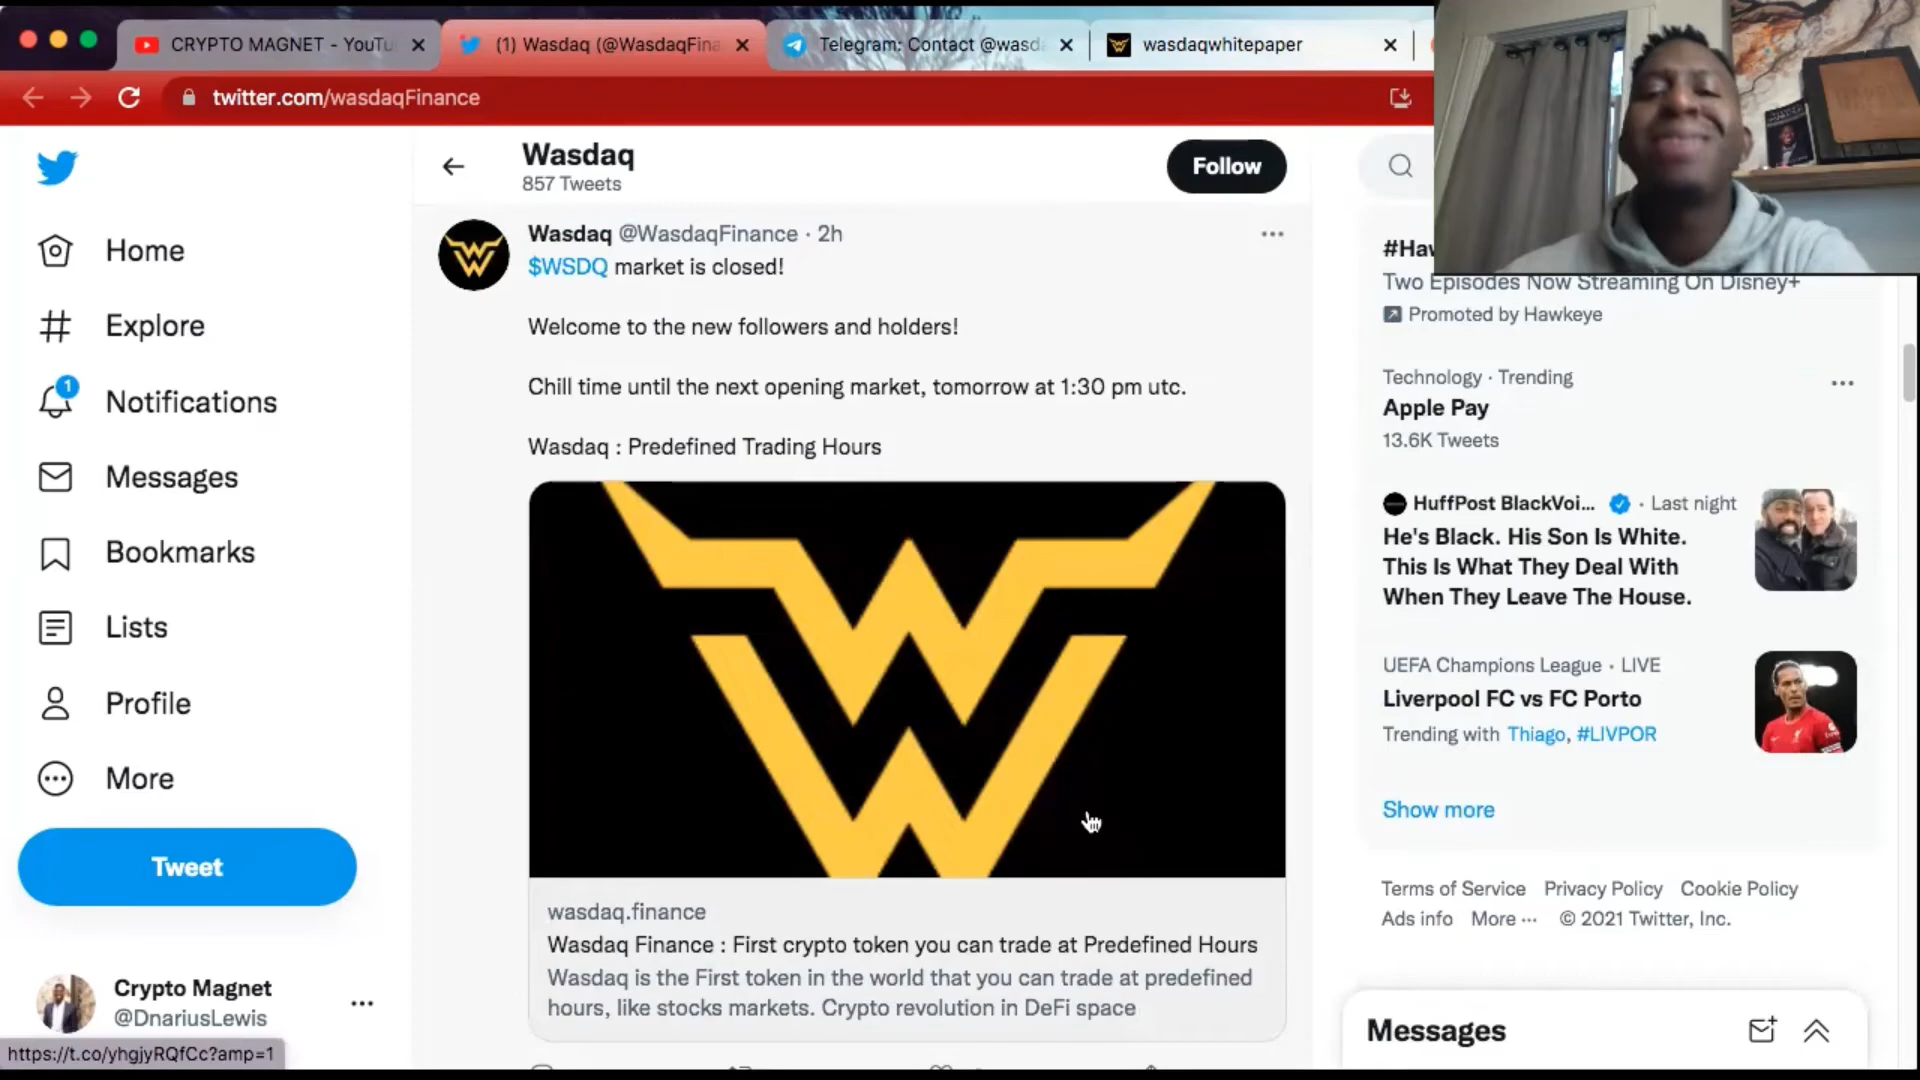 CRYPTO MAGNET - YouTu
(1) Wasdaq (@WasdaqFina
Telegram: Contact @wasda
wasdaqwhitepaper
twitter.com/wasdaqFinance
Home
Explore
1
Notifications
Messages
Bookmarks
Lists
Profile
More
Tweet
Crypto Magnet
@DnariusLewis
https://t.co/yhgjyRQfCc?amp=1
Wasdaq
857 Tweets
Follow
Wasdaq @WasdaqFinance · 2h
$WSDQ market is closed!
Welcome to the new followers and holders!
Chill time until the next opening market, tomorrow at 1:30 pm utc.
Wasdaq : Predefined Trading Hours
wasdaq.finance
Wasdaq Finance : First crypto token you can trade at Predefined Hours
Wasdaq is the First token in the world that you can trade at predefined
hours, like stocks markets. Crypto revolution in DeFi space
#Haw
Two Episodes Now Streaming On Disney+
Promoted by Hawkeye
Technology · Trending
Apple Pay
13.6K Tweets
HuffPost BlackVoi... · Last night
He's Black. His Son Is White.
This Is What They Deal With
When They Leave The House.
UEFA Champions League · LIVE
Liverpool FC vs FC Porto
Trending with Thiago, #LIVPOR
Show more
Terms of Service Privacy Policy Cookie Policy
Ads info More ··· © 2021 Twitter, Inc.
Messages